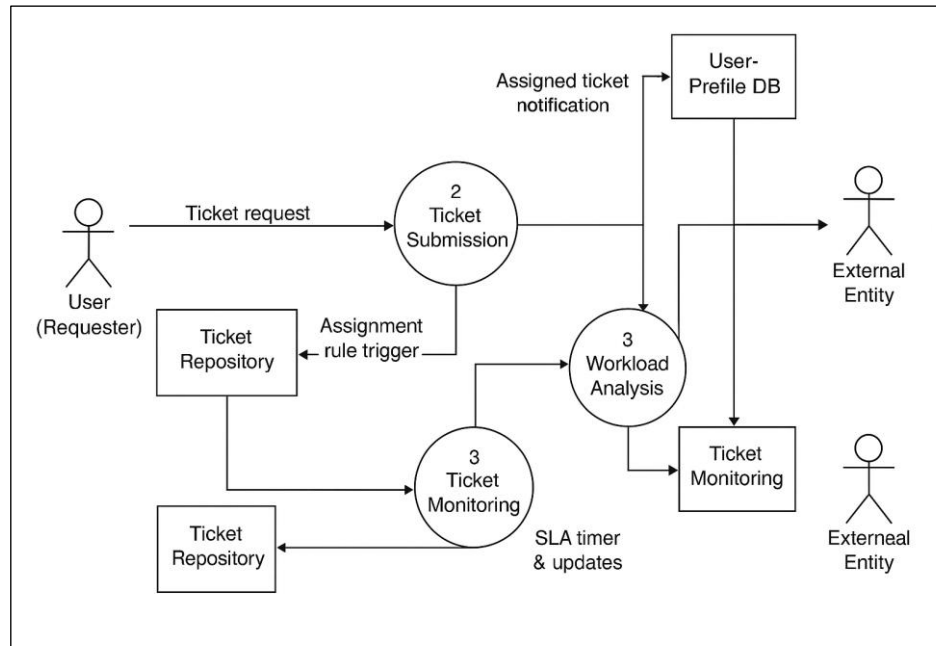 User-
Prefile DB
Assigned ticket
notification
2
Ticket
Submission
Ticket request
User
(Requester)
External
Entity
Assignment
rule trigger
Ticket
Repository
3
Workload
Analysis
3
Ticket
Monitoring
Ticket
Monitoring
Ticket
Repository
SLA timer
& updates
Externeal
Entity